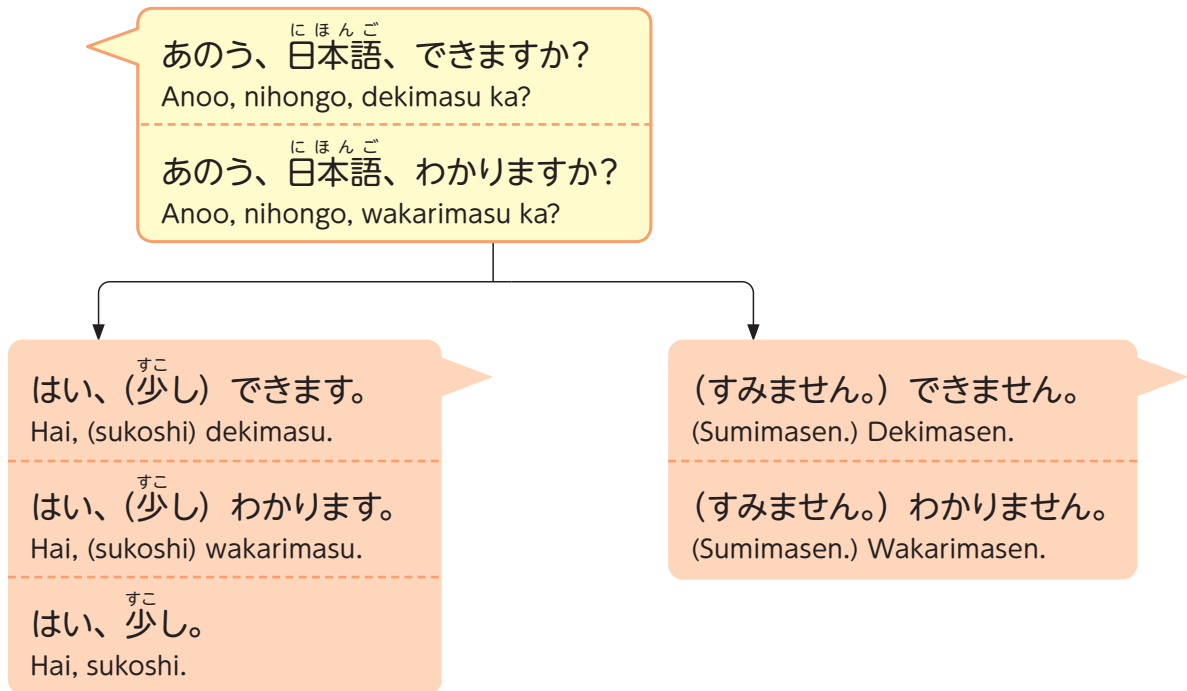 にほんご
あのう、日本語、できますか?
Anoo, nihongo, dekimasu ka?
にほんご
あのう、日本語、わかりますか?
Anoo, nihongo, wakarimasu ka?
すこ
はい、(少し) できます。
Hai, (sukoshi) dekimasu.
すこ
はい、(少し) わかります。
Hai, (sukoshi) wakarimasu.
すこ
はい、少し。
Hai, sukoshi.
(すみません。) できません。
(Sumimasen.) Dekimasen.
(すみません。) わかりません。
(Sumimasen.) Wakarimasen.